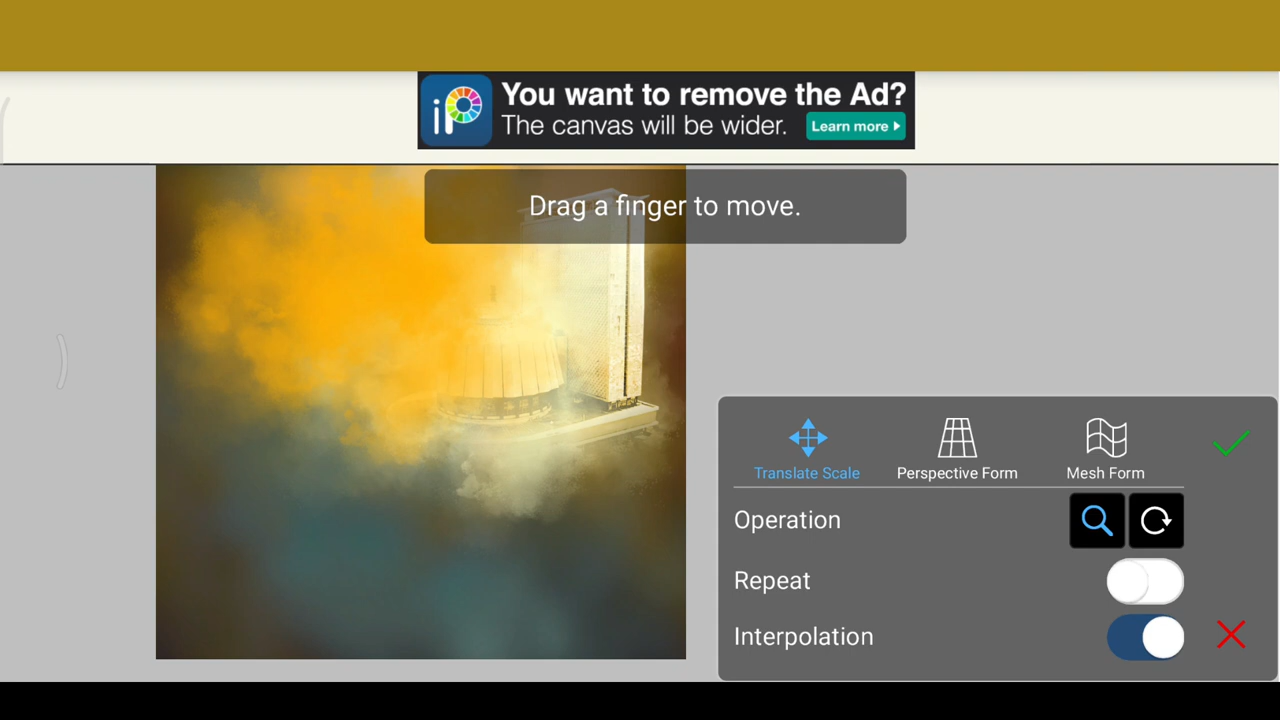 You want to remove the Ad?
iP The canvas will be wider. Learn more
Drag a finger to move.
Translate Scale Perspective Form Mesh Form
Operation
Repeat
Interpolation